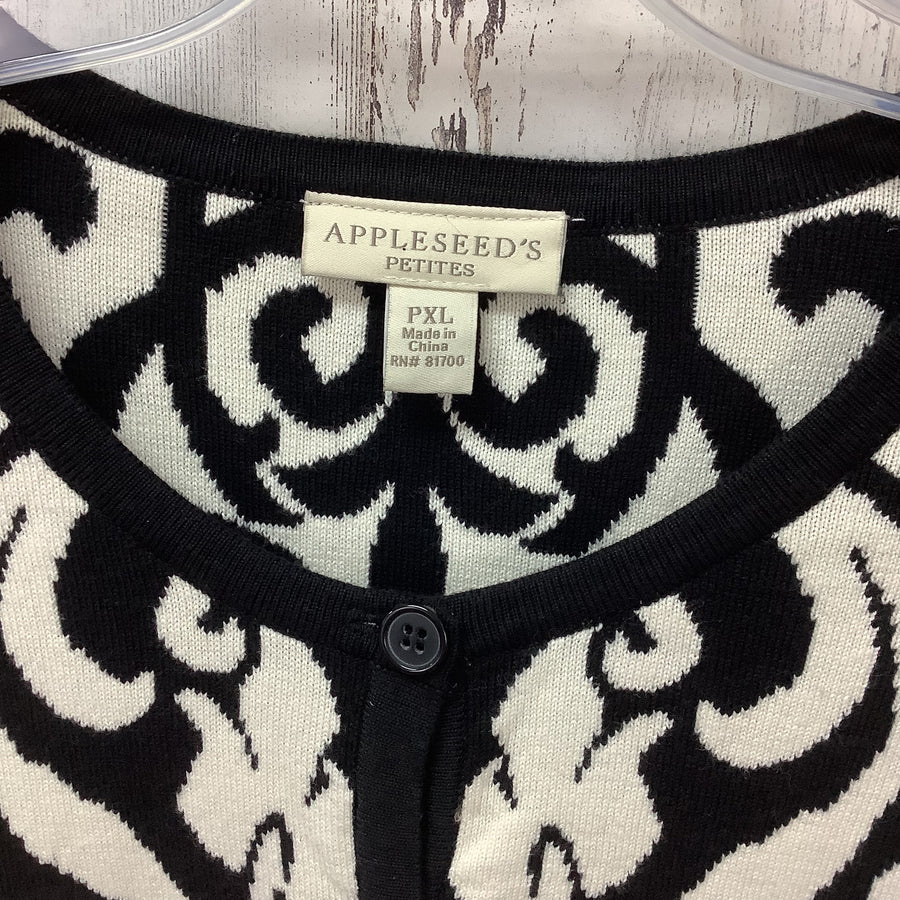 APPLESEED'S
PETITES
PXL
Made in
China
RN# 81700